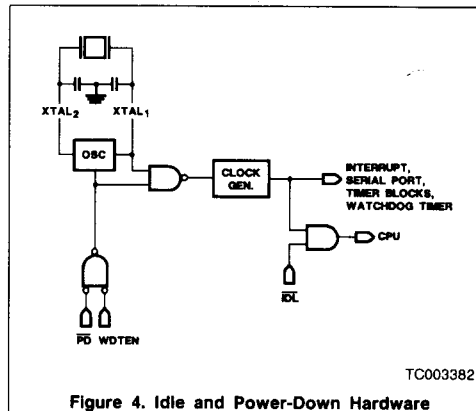 XTAL2 XTAL1
OSC
CLOCK
GEN.
INTERRUPT,
SERIAL PORT,
TIMER BLOCKS,
WATCHDOG TIMER
CPU
IDL
PD WDTEN
TC003382
Figure 4. Idle and Power-Down Hardware